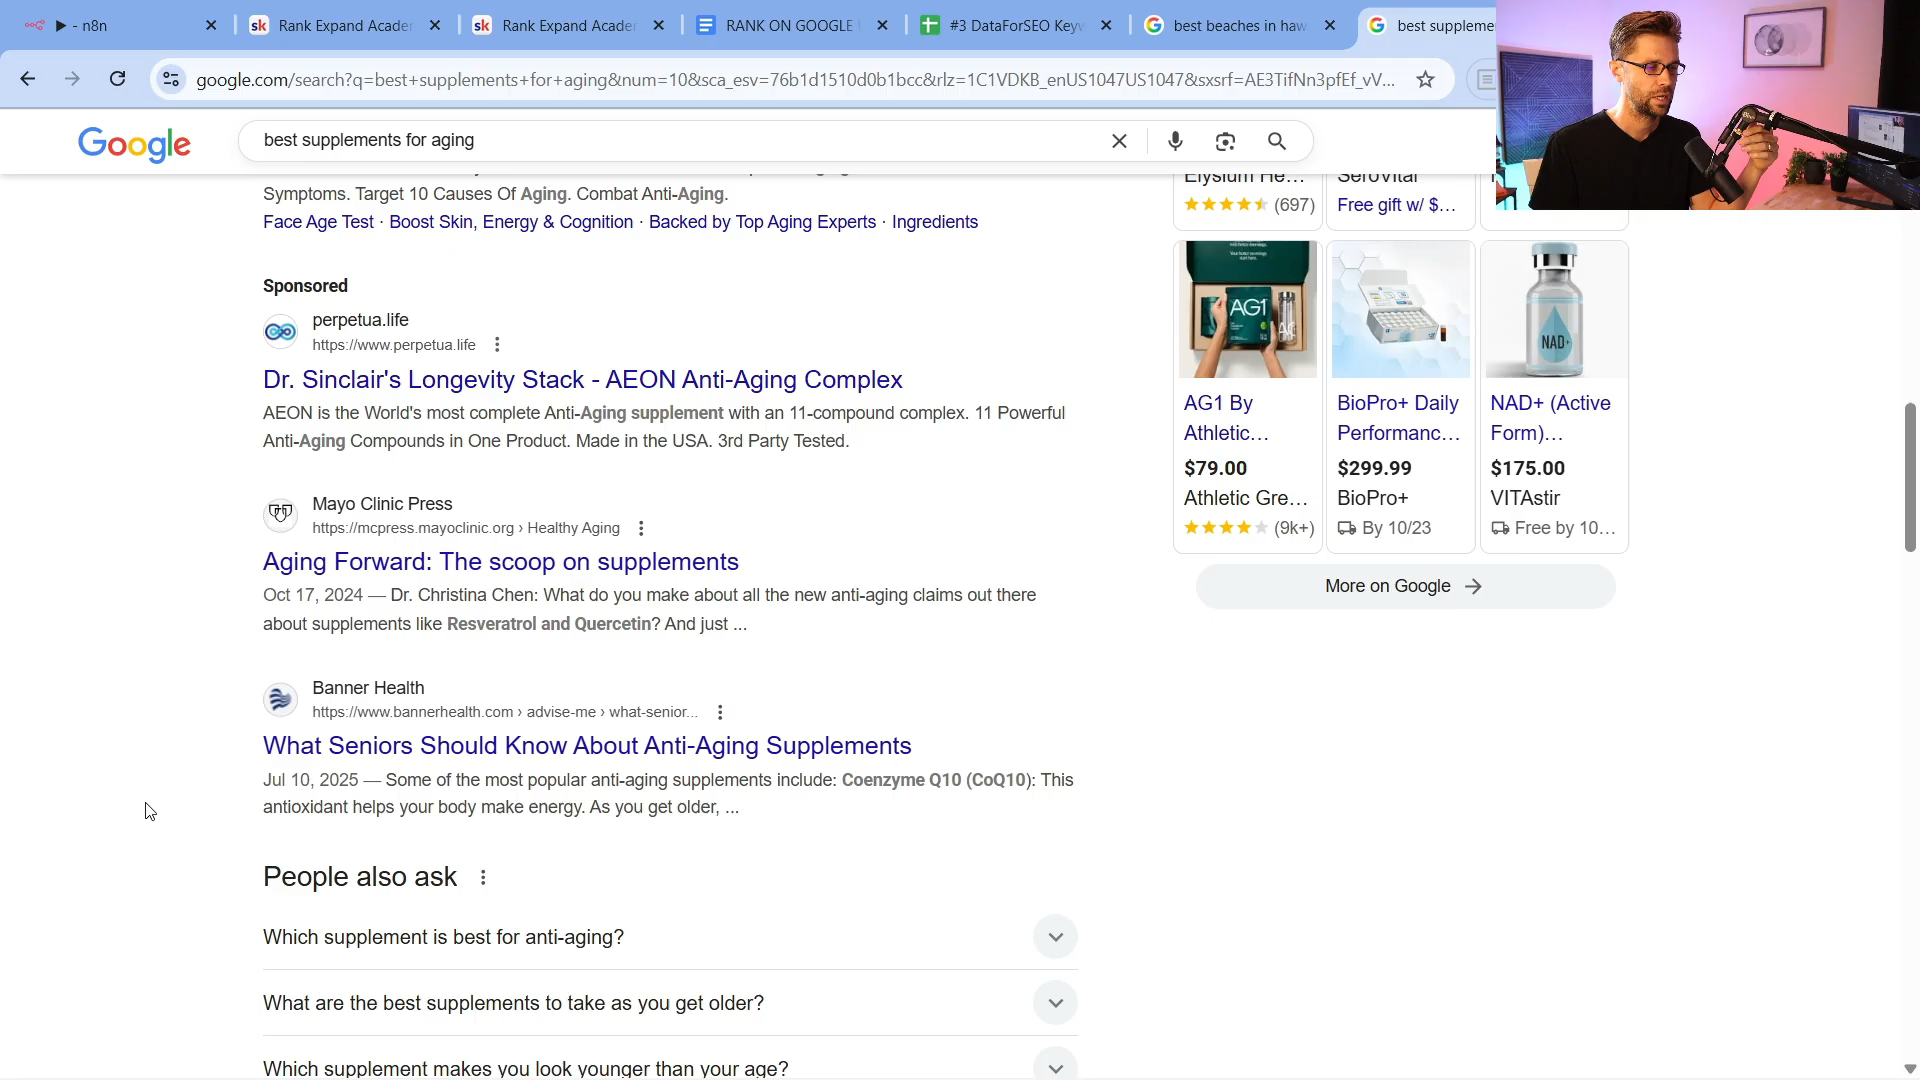 - n8n
Rank Expand Acader
Rank Expand Acader
RANK ON GOOGLE
#3 DataForSEO Keyw
best beaches in haw
best suppleme
google.com/search?q=best+supplements+for+aging&num=10&sca_esv=76b1d1510d0b1bcc&rlz=1C1VDKB_enUS1047US1047&sxsrf=AE3TifNn3pfEf_vV...
Google
best supplements for aging
Symptoms. Target 10 Causes Of Aging. Combat Anti-Aging.
Face Age Test · Boost Skin, Energy & Cognition · Backed by Top Aging Experts · Ingredients
Sponsored
perpetua.life
https://www.perpetua.life
Dr. Sinclair's Longevity Stack - AEON Anti-Aging Complex
AEON is the World's most complete Anti-Aging supplement with an 11-compound complex. 11 Powerful
Anti-Aging Compounds in One Product. Made in the USA. 3rd Party Tested.
Mayo Clinic Press
https://mcpress.mayoclinic.org › Healthy Aging
Aging Forward: The scoop on supplements
Oct 17, 2024 — Dr. Christina Chen: What do you make about all the new anti-aging claims out there
about supplements like Resveratrol and Quercetin? And just ...
Banner Health
https://www.bannerhealth.com › advise-me › what-senior...
What Seniors Should Know About Anti-Aging Supplements
Jul 10, 2025 — Some of the most popular anti-aging supplements include: Coenzyme Q10 (CoQ10): This
antioxidant helps your body make energy. As you get older, ...
People also ask
Which supplement is best for anti-aging?
What are the best supplements to take as you get older?
Which supplement makes you look younger than your age?
Elysium He...
(697)
SeroVital
Free gift w/ $...
AG1
NAD+
AG1 By
Athletic...
$79.00
Athletic Gre...
(9k+)
BioPro+ Daily
Performanc...
$299.99
BioPro+
By 10/23
NAD+ (Active
Form)...
$175.00
VITAstir
Free by 10...
More on Google